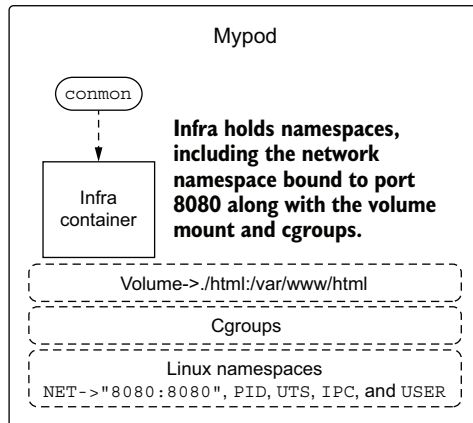 Mypod
conmon
Infra holds namespaces,
including the network
namespace bound to port
8080 along with the volume
mount and cgroups.
Infra
container
Volume->./html:/var/www/html
Cgroups
Linux namespaces
NET->"8080:8080", PID, UTS, IPC, and USER